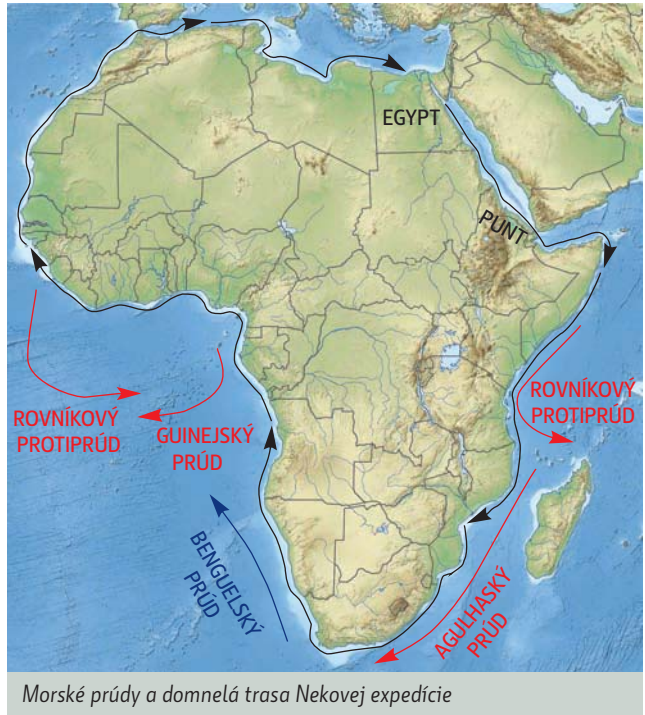 EGYPT
PUNT
ROVNÍKOVÝ
PROTIPRÚD
GUINEJSKÝ
PRÚD
ROVNÍKOVÝ
PROTIPRÚD
BENGUELSKÝ
PRÚD
AGULHASKÝ
PRÚD
Morské prúdy a domnelá trasa Nekovej expedície